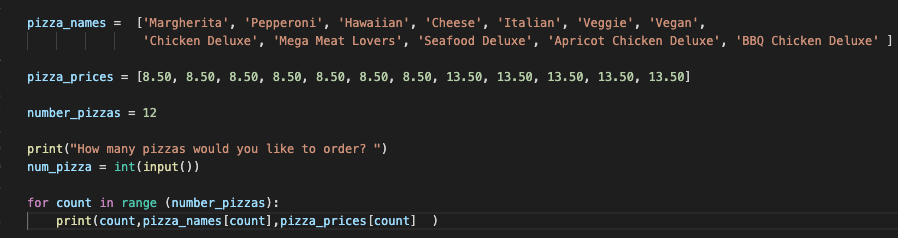 pizza_names =  ['Margherita', 'Pepperoni', 'Hawaiian', 'Cheese', 'Italian', 'Veggie', 'Vegan',
                'Chicken Deluxe', 'Mega Meat Lovers', 'Seafood Deluxe', 'Apricot Chicken Deluxe', 'BBQ Chicken Deluxe' ]
pizza_prices = [8.50, 8.50, 8.50, 8.50, 8.50, 8.50, 8.50, 13.50, 13.50, 13.50, 13.50, 13.50]
number_pizzas = 12
print("How many pizzas would you like to order? ")
num_pizza = int(input())
for count in range (number_pizzas):
    print(count,pizza_names[count],pizza_prices[count]  )